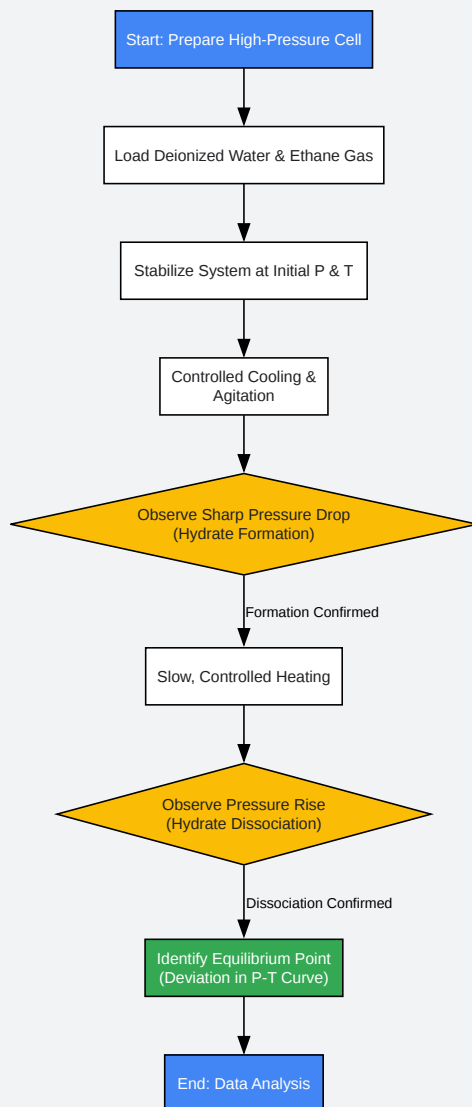 Start: Prepare High-Pressure Cell
Load Deionized Water & Ethane Gas
Stabilize System at Initial P & T
Controlled Cooling &
Agitation
Observe Sharp Pressure Drop
(Hydrate Formation)
Formation Confirmed
Slow, Controlled Heating
Observe Pressure Rise
(Hydrate Dissociation)
Dissociation Confirmed
Identify Equilibrium Point
(Deviation in P-T Curve)
End: Data Analysis